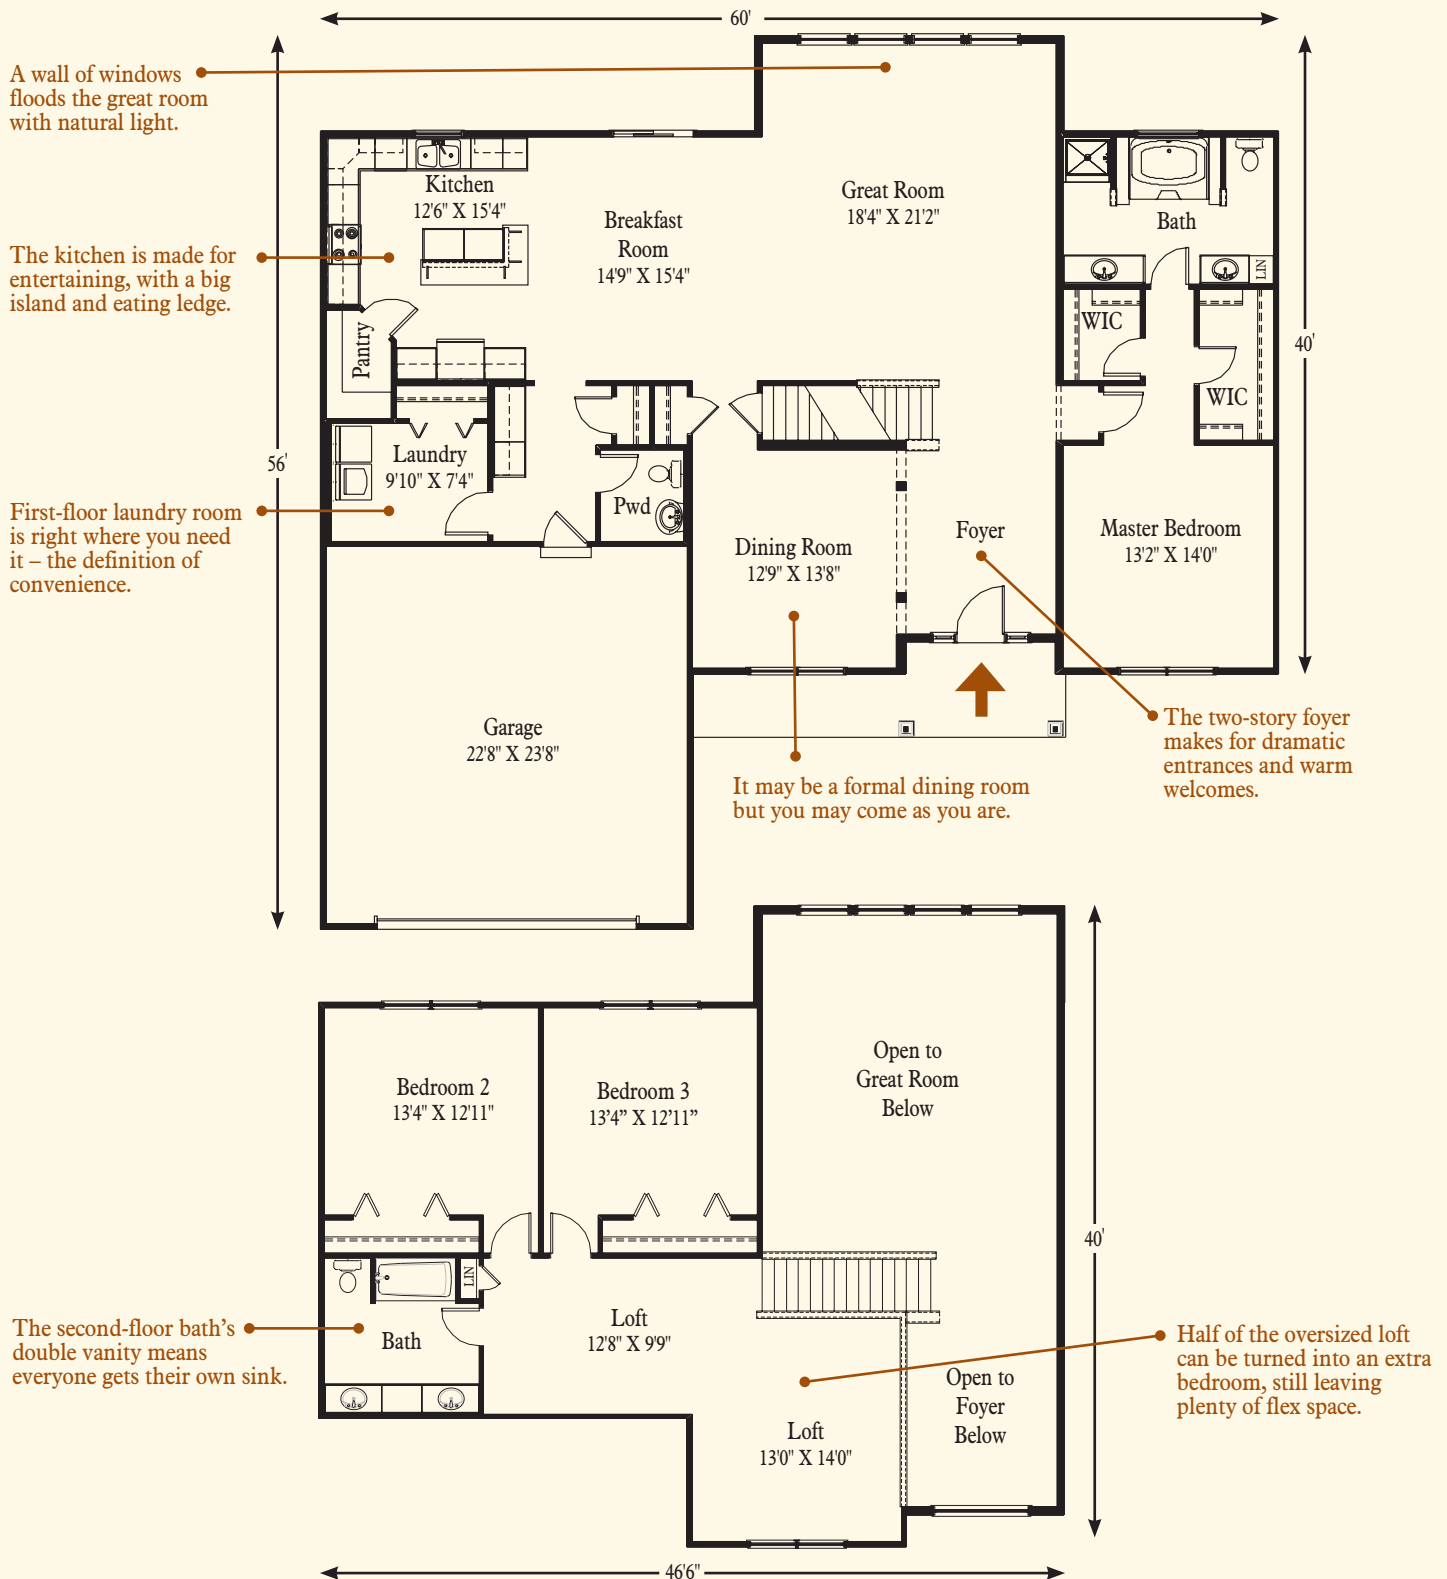 60'
A wall of windows
floods the great room
with natural light.
Kitchen
12'6" X 15'4"
Breakfast
Room
14'9" X 15'4"
Great Room
18'4" X 21'2"
Bath
LIN
The kitchen is made for
entertaining, with a big
island and eating ledge.
Pantry
WIC
WIC
40'
56'
Laundry
9'10" X 7'4"
Pwd
First-floor laundry room
is right where you need
it – the definition of
convenience.
Dining Room
12'9" X 13'8"
Foyer
Master Bedroom
13'2" X 14'0"
Garage
22'8" X 23'8"
The two-story foyer
makes for dramatic
entrances and warm
welcomes.
It may be a formal dining room
but you may come as you are.
Bedroom 2
13'4" X 12'11"
Bedroom 3
13'4” X 12'11”
Open to
Great Room
Below
40'
LIN
Bath
Loft
12'8" X 9'9"
The second-floor bath's
double vanity means
everyone gets their own sink.
Half of the oversized loft
can be turned into an extra
bedroom, still leaving
plenty of flex space.
Open to
Foyer
Below
Loft
13'0" X 14'0"
46'6"